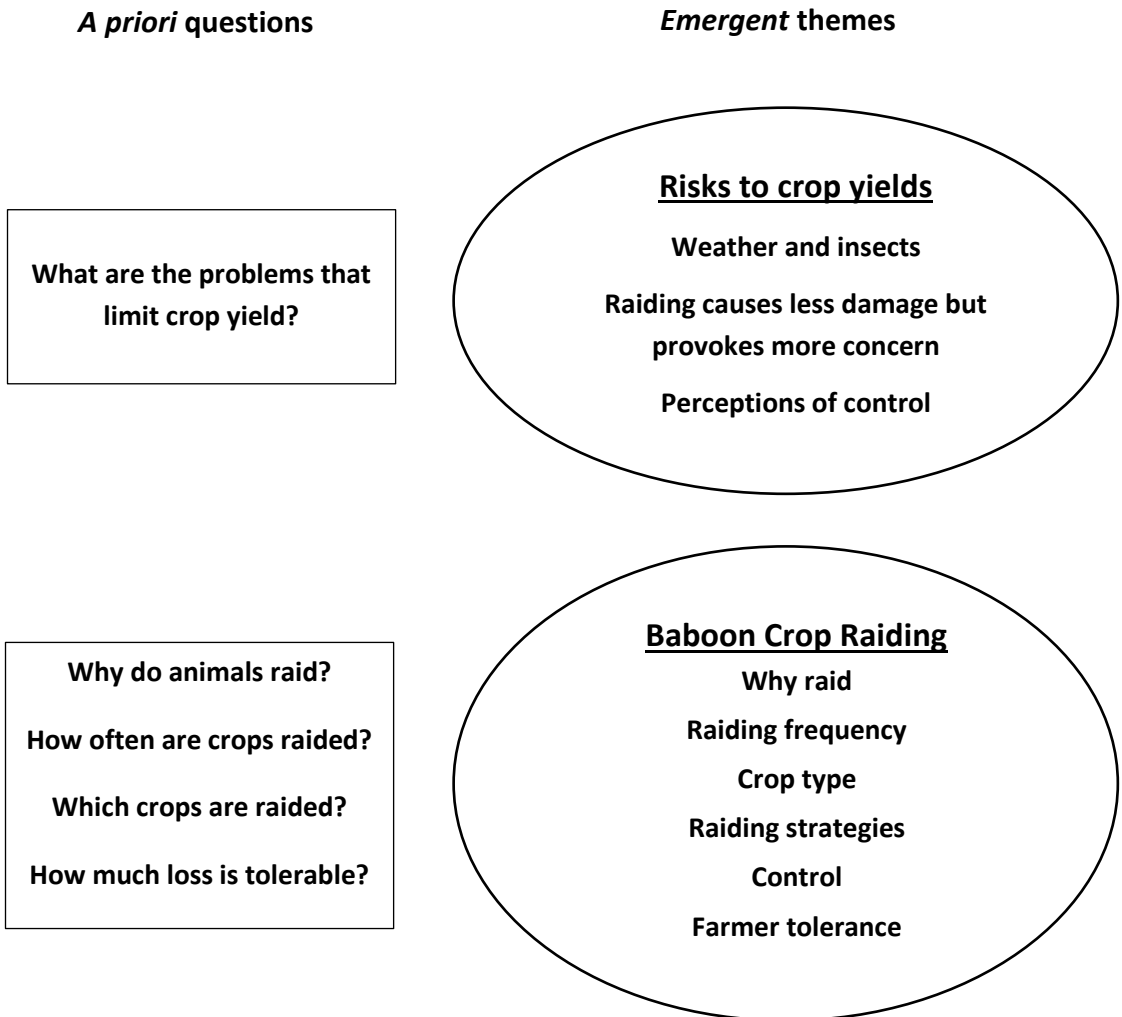 A priori questions
Emergent themes
What are the problems that
limit crop yield?
Risks to crop yields
Weather and insects
Raiding causes less damage but
provokes more concern
Perceptions of control
Why do animals raid?
How often are crops raided?
Which crops are raided?
How much loss is tolerable?
Baboon Crop Raiding
Why raid
Raiding frequency
Crop type
Raiding strategies
Control
Farmer tolerance